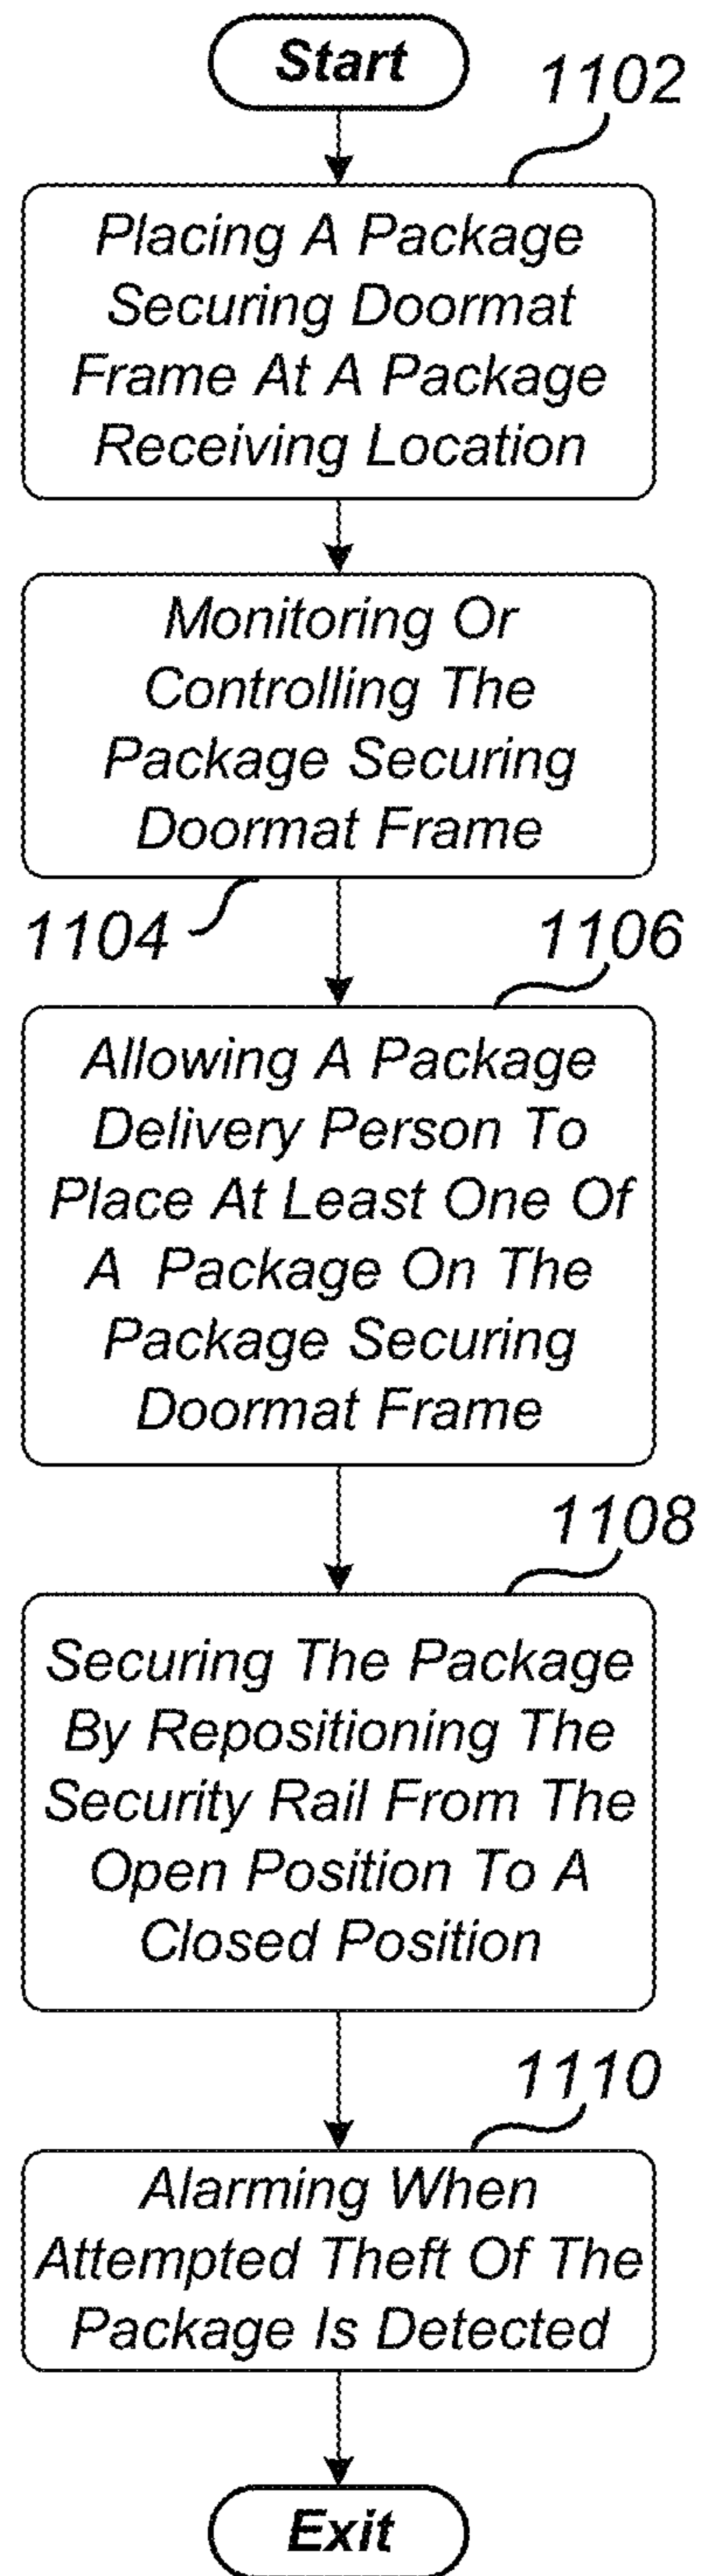 Start
1102
Placing A Package
Securing Doormat
Frame At A Package
Receiving Location
Monitoring Or
Controlling The
Package Securing
Doormat Frame
1104
1106
Allowing A Package
Delivery Person To
Place At Least One Of
A Package On The
Package Securing
Doormat Frame
1108
Securing The Package
By Repositioning The
Security Rail From The
Open Position To A
Closed Position
1110
Alarming When
Attempted Theft Of The
Package Is Detected
Exit